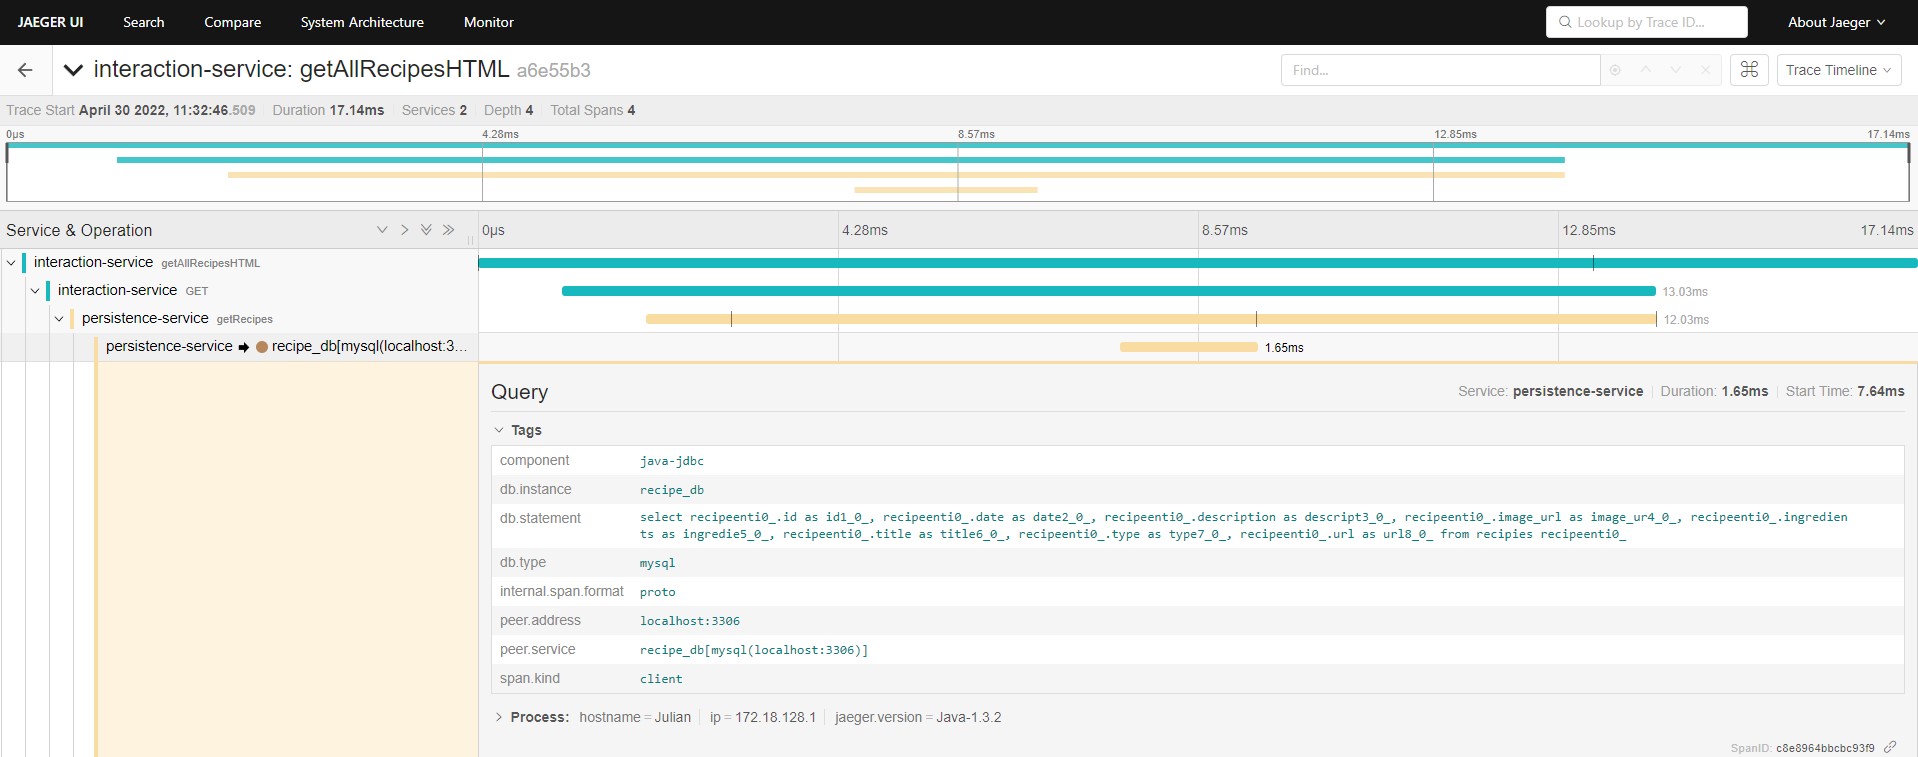 JAEGER UI Search Compare System Architecture Monitor Lookup by Trace ID... About Jaeger
interaction-service: getAllRecipesHTML a6e55b3 Find... Trace Timeline
Trace Start April 30 2022, 11:32:46.509 Duration 17.14ms Services 2 Depth 4 Total Spans 4
0μs 4.28ms 8.57ms 12.85ms 17.14ms
Service & Operation 0μs 4.28ms 8.57ms 12.85ms 17.14ms
interaction-service getAllRecipesHTML
interaction-service GET 13.03ms
persistence-service getRecipes 12.03ms
persistence-service recipe_db[mysql(localhost:3... 1.65ms
Query Service: persistence-service Duration: 1.65ms Start Time: 7.64ms
Tags
component java-jdbc
db.instance recipe_db
db.statement select recipeenti0_.id as id1_0_, recipeenti0_.date as date2_0_, recipeenti0_.description as descript3_0_, recipeenti0_.image_url as image_ur4_0_, recipeenti0_.ingredien
ts as ingredie5_0_, recipeenti0_.title as title6_0_, recipeenti0_.type as type7_0_, recipeenti0_.url as url8_0_ from recipies recipeenti0_
db.type mysql
internal.span.format proto
peer.address localhost:3306
peer.service recipe_db[mysql(localhost:3306)]
span.kind client
Process: hostname = Julian ip = 172.18.128.1 jaeger.version = Java-1.3.2
SpanID: c8e8964bbcbc93f9